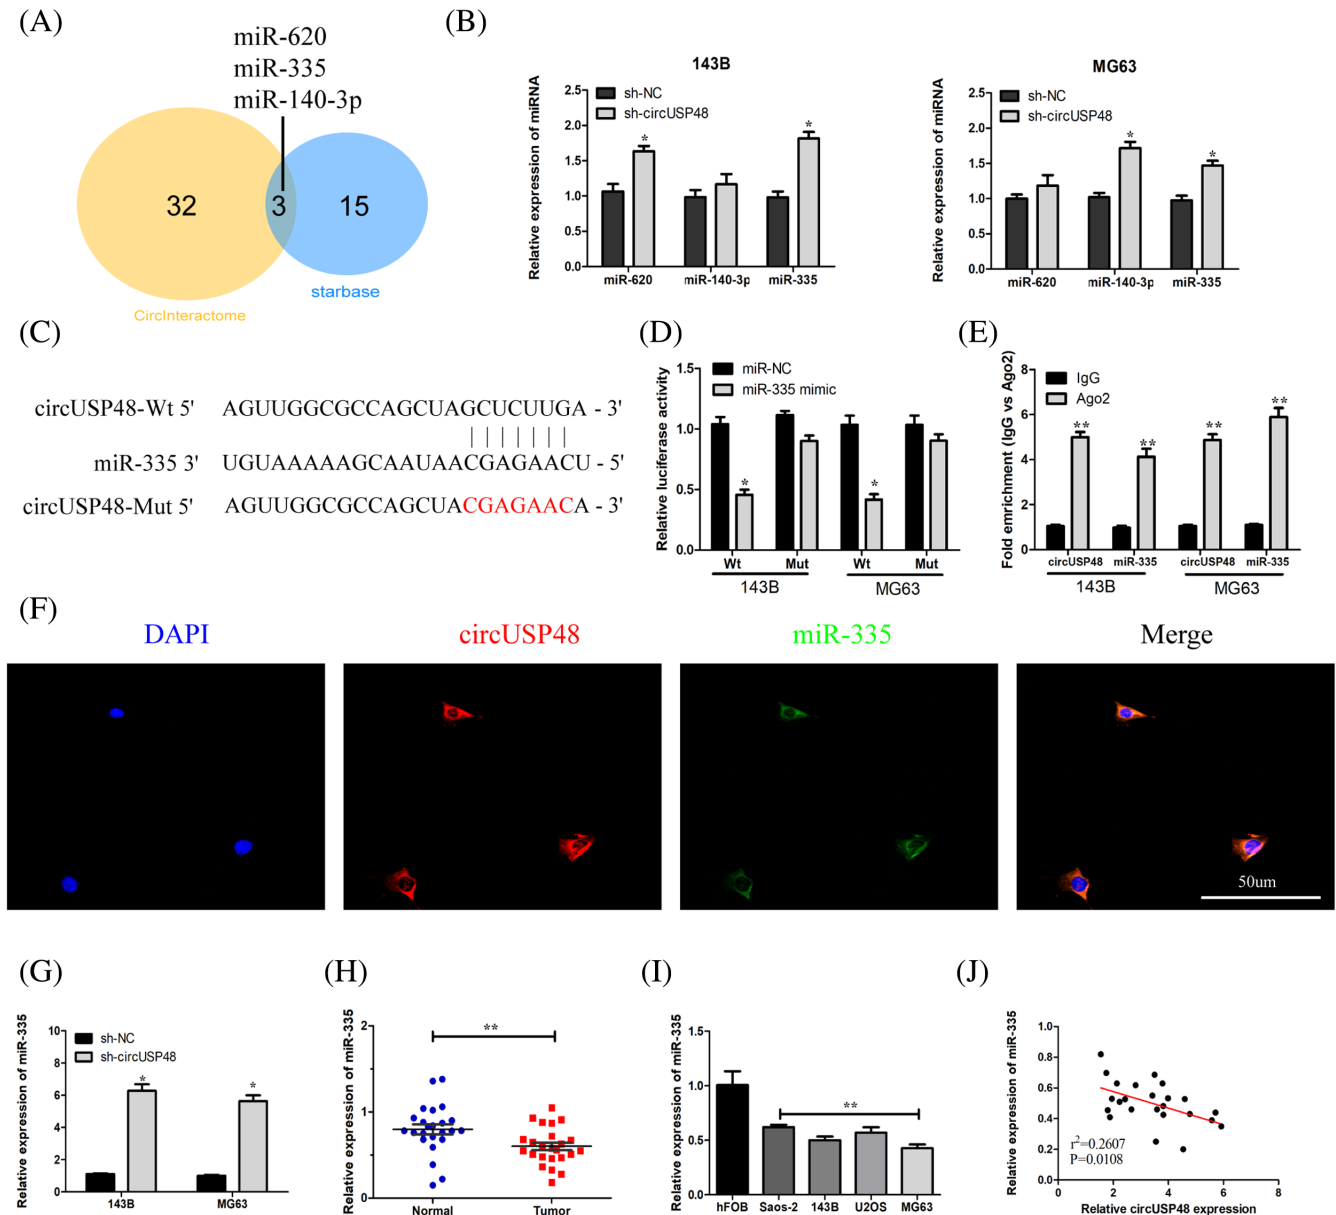 (A)
miR-620
miR-335
miR-140-3p
32
3
15
starbase
CircInteractome
(B)
143B
Relative expression of miRNA
2.5
2.0
1.5
1.0
0.5
0.0
sh-NC
sh-circUSP48
*
*
miR-620
miR-140-3p
miR-335
MG63
Relative expression of miRNA
2.5
2.0
1.5
1.0
0.5
0.0
sh-NC
sh-circUSP48
*
*
miR-620
miR-140-3p
miR-335
(C)
circUSP48-Wt 5' AGUUGGCGCCAGCUAGCUCUUGA - 3'
miR-335 3' UGUAAAAAGCAAUAACGAGAACU - 5'
circUSP48-Mut 5' AGUUGGCGCCAGCUACGAGAACA - 3'
(D)
Relative luciferase activity
1.5
1.0
0.5
0.0
miR-NC
miR-335 mimic
*
*
Wt
Mut
Wt
Mut
143B
MG63
(E)
Fold emrichment (IgG vs Ago2)
8
6
4
2
0
IgG
Ago2
**
**
**
**
circUSP48
miR-335
circUSP48
miR-335
143B
MG63
(F)
DAPI
circUSP48
miR-335
Merge
50um
(G)
Relative expression of miR-335
10
8
6
4
2
0
sh-NC
sh-circUSP48
*
*
143B
MG63
(H)
Relative expression of miR-335
2
1
0
**
Normal
Tumor
(I)
Relative expression of miR-335
1.5
1.0
0.5
0.0
**
hFOB
Saos-2
143B
U2OS
MG63
(J)
Relative expression of miR-335
1.0
0.8
0.6
0.4
0.2
0.0
r²=0.2607
P=0.0108
0
2
4
6
8
Relative circUSP48 expression